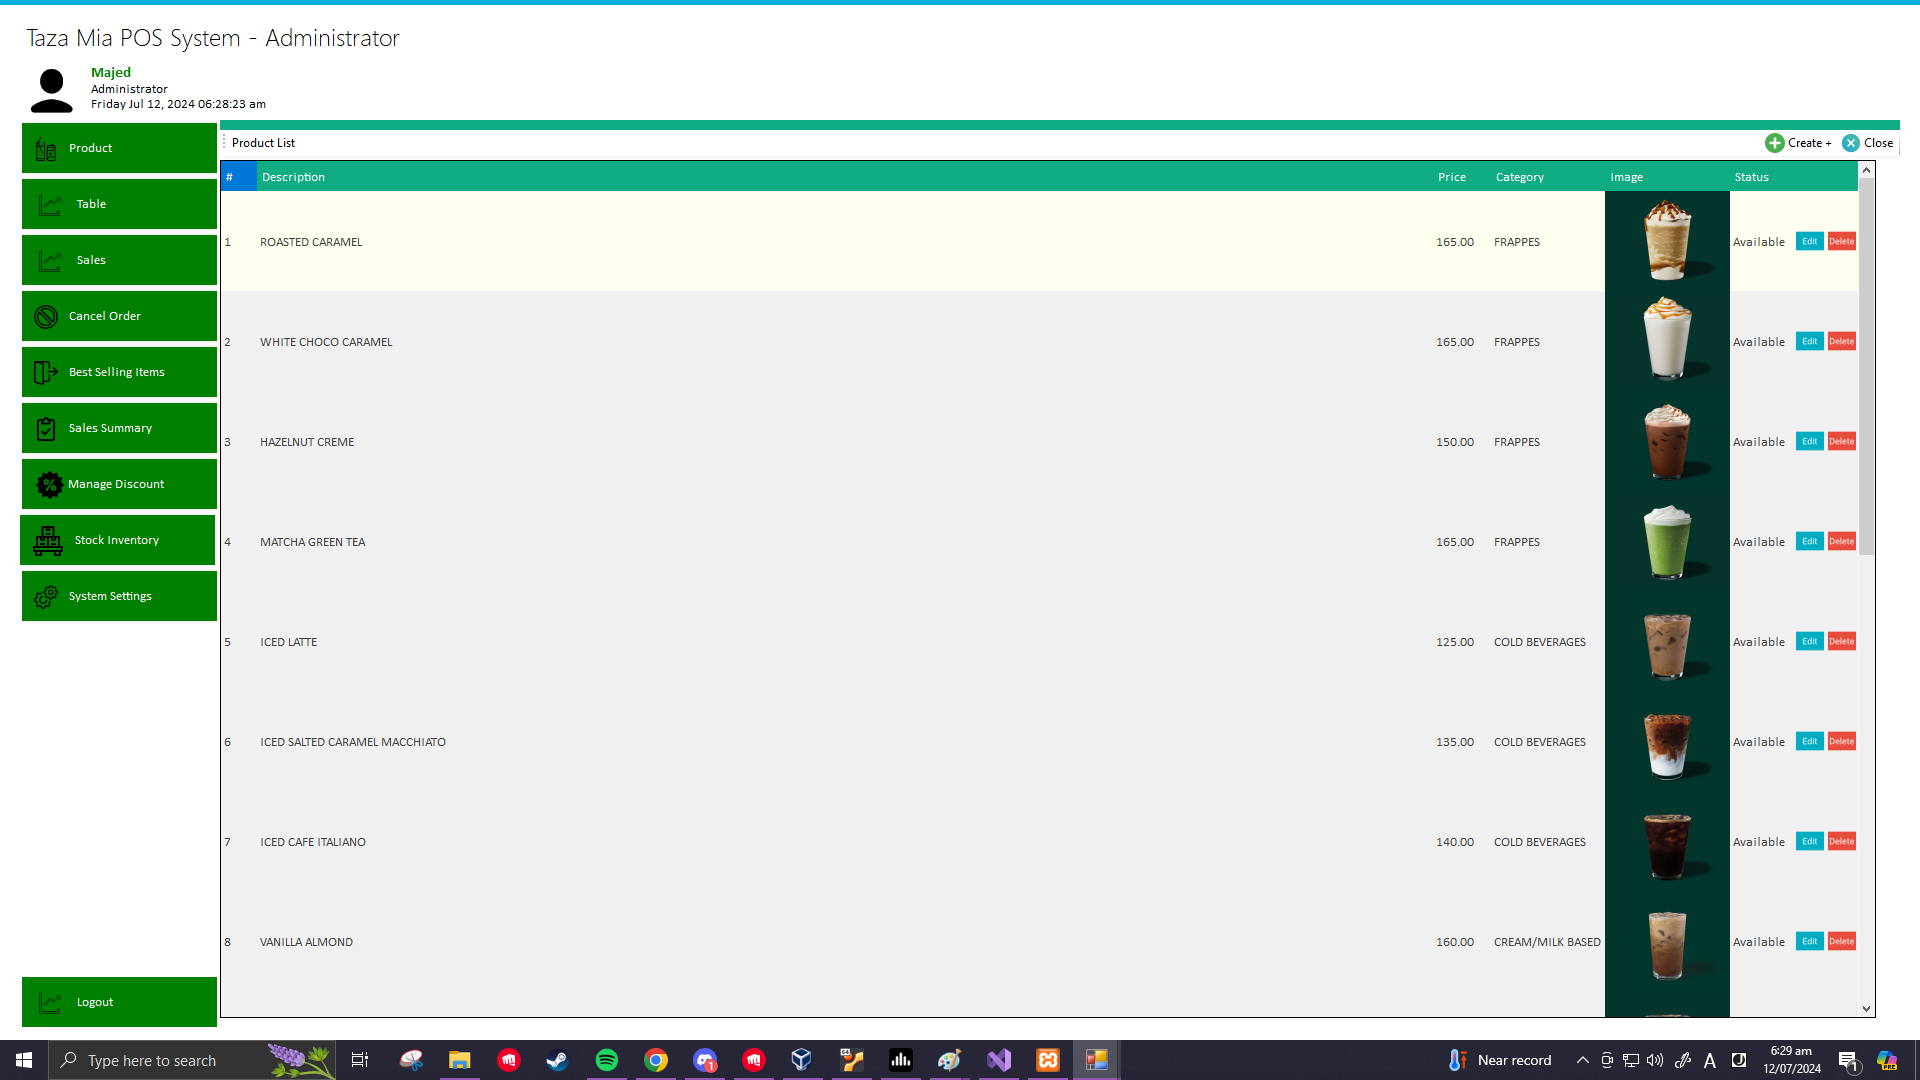 Taza Mia POS System - Administrator
Majed
Administrator
Friday Jul 12, 2024 06:28:23 am
Product
Table
Sales
Cancel Order
Best Selling Items
Sales Summary
Manage Discount
Stock Inventory
System Settings
Logout
Product List
Create +
Close
# Description Price Category Image Status
1 ROASTED CARAMEL 165.00 FRAPPES Available Edit Delete
2 WHITE CHOCO CARAMEL 165.00 FRAPPES Available Edit Delete
3 HAZELNUT CREME 150.00 FRAPPES Available Edit Delete
4 MATCHA GREEN TEA 165.00 FRAPPES Available Edit Delete
5 ICED LATTE 125.00 COLD BEVERAGES Available Edit Delete
6 ICED SALTED CARAMEL MACCHIATO 135.00 COLD BEVERAGES Available Edit Delete
7 ICED CAFE ITALIANO 140.00 COLD BEVERAGES Available Edit Delete
8 VANILLA ALMOND 160.00 CREAM/MILK BASED Available Edit Delete
Type here to search
1
Near record
A
6:29 am
12/07/2024
1
PRE